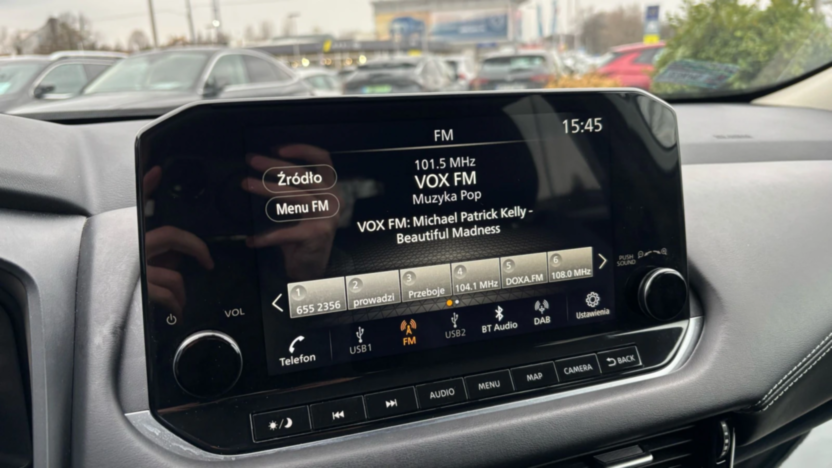 FM
15:45
101.5 MHz
VOX FM
Muzyka Pop
Źródło
Menu FM
VOX FM: Michael Patrick Kelly -
Beautiful Madness
1 655 2356
2 prowadzi
3 Przeboje
4 104.1 MHz
5 DOXA.FM
6 108.0 MHz
VOL
PUSH
SOUND
Telefon
USB1
FM
USB2
BT Audio
DAB
Ustawienia
AUDIO
MENU
MAP
CAMERA
BACK